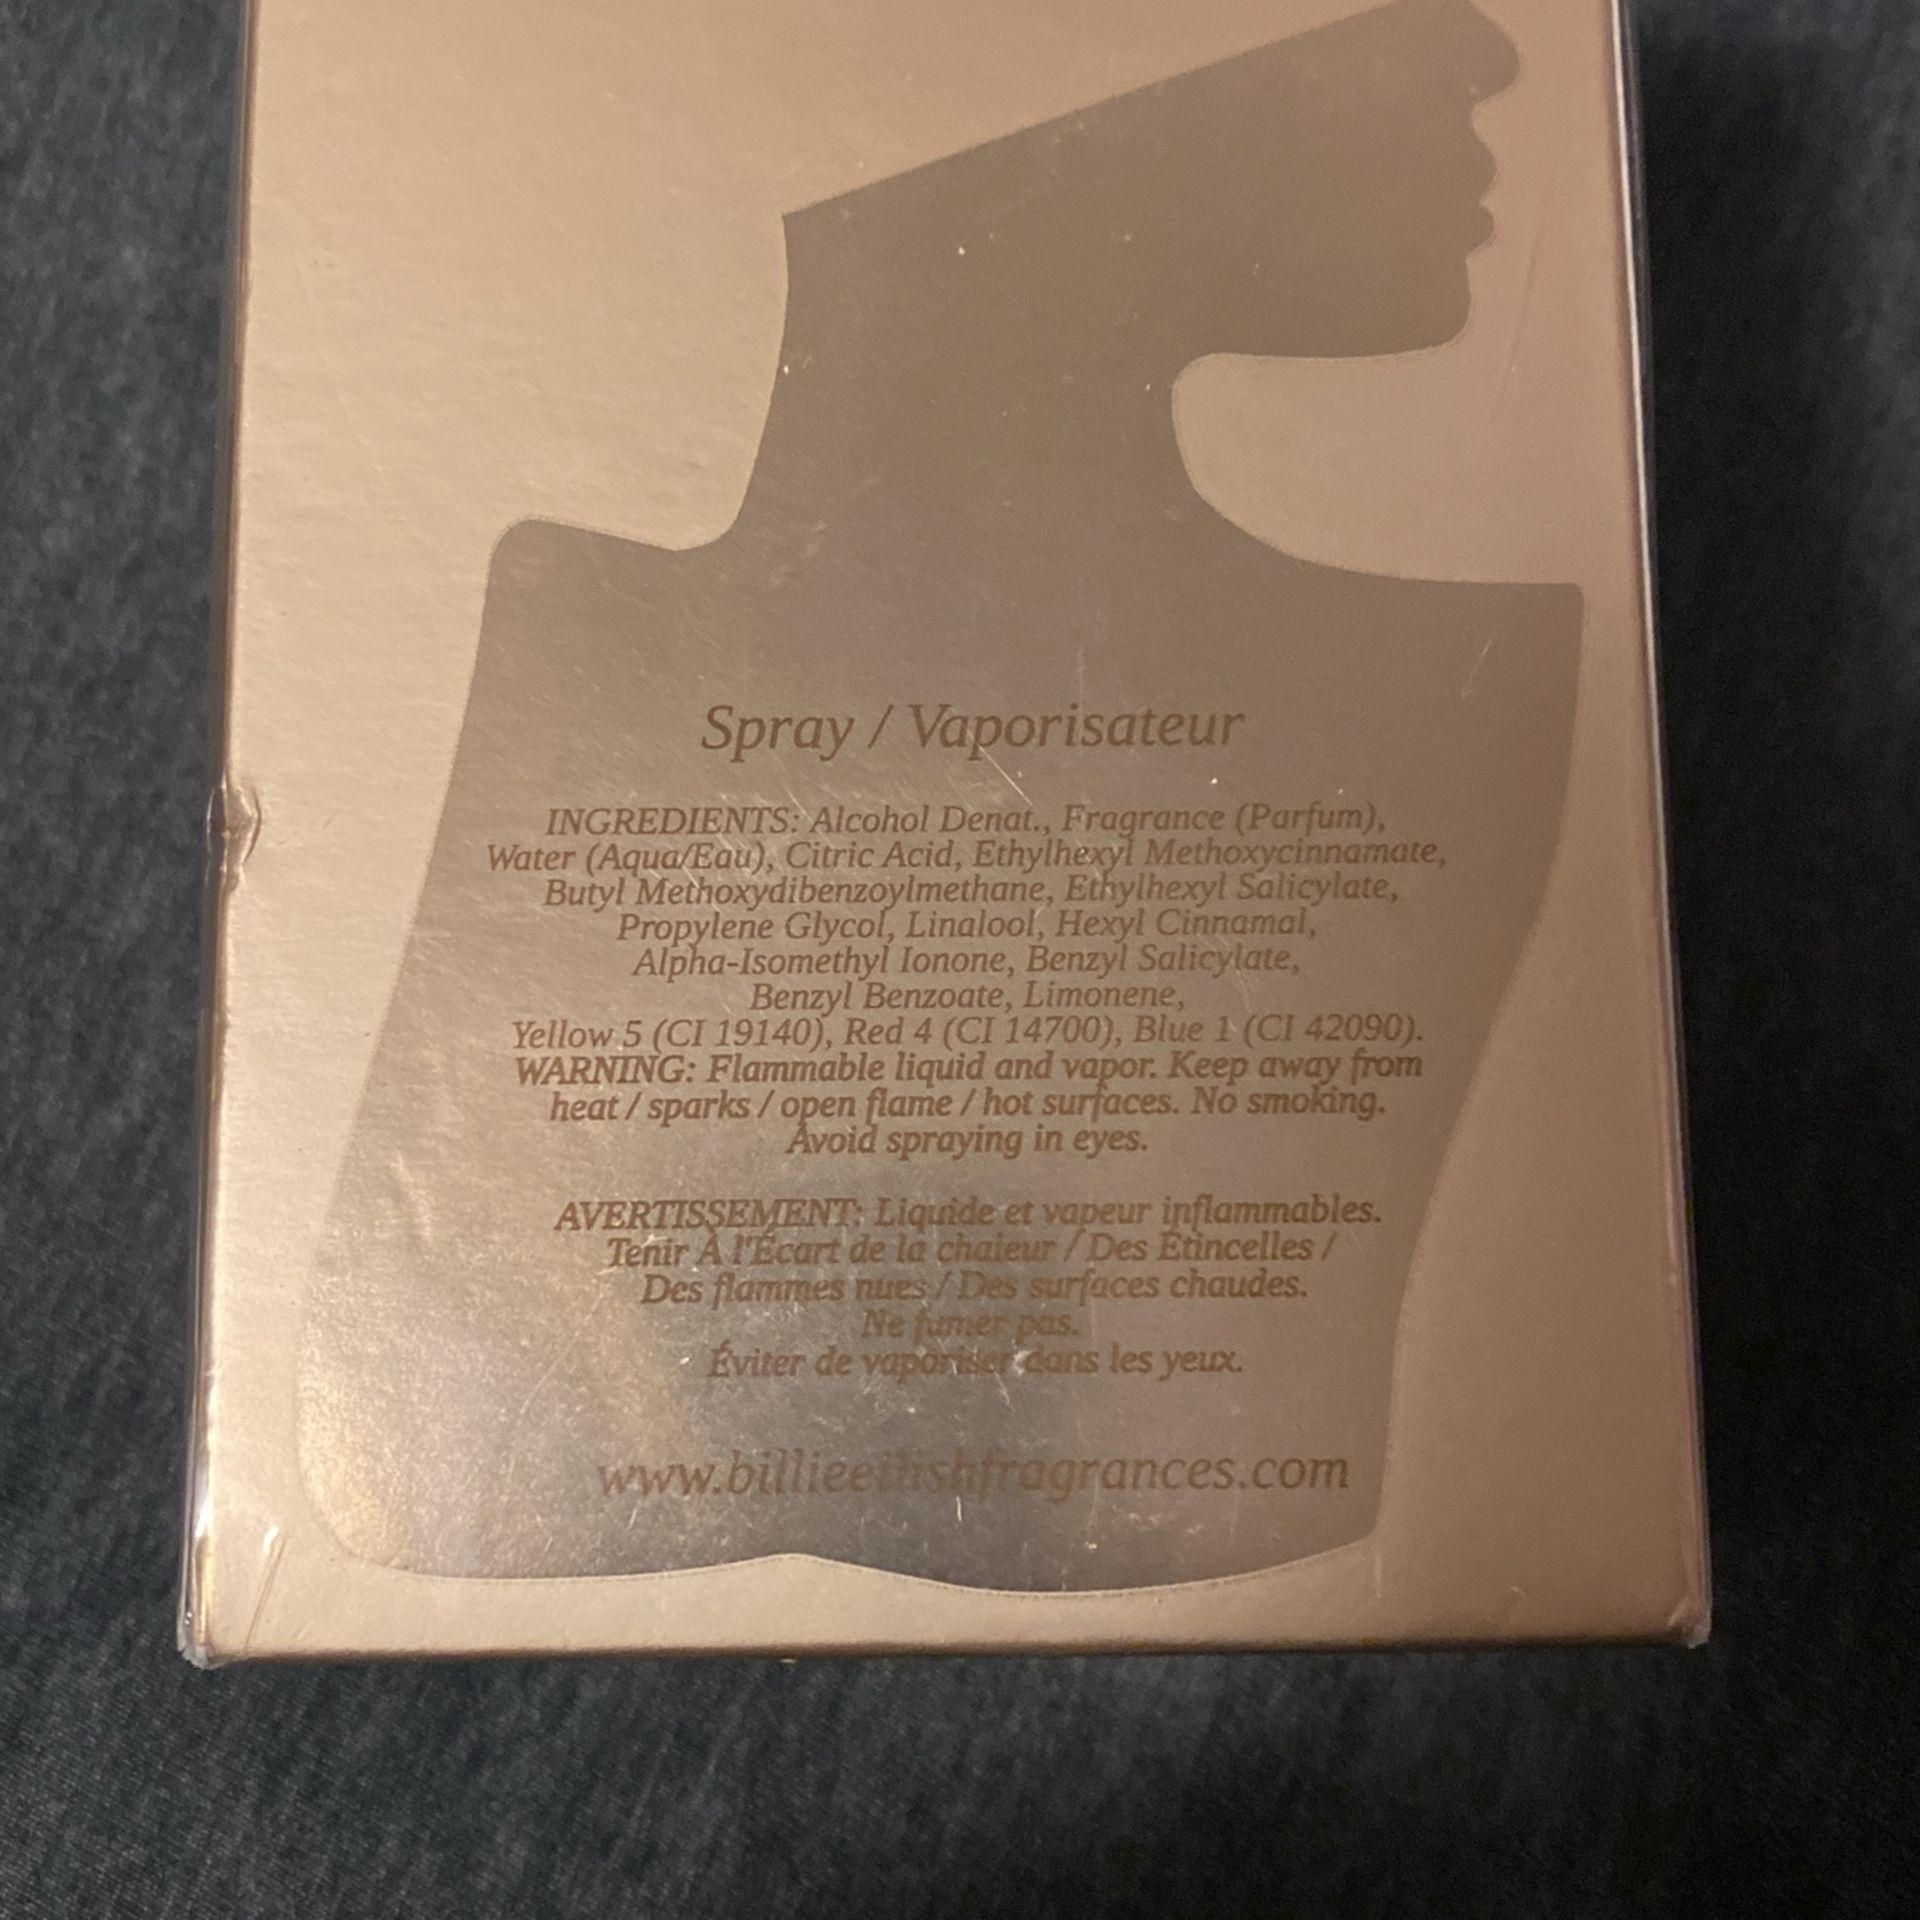 Spray / Vaporisateur
INGREDIENTS: Alcohol Denat., Fragrance (Parfum),
Water (Aqua/Eau), Citric Acid, Ethylhexyl Methoxycinnamate,
Butyl Methoxydibenzoylmethane, Ethylhexyl Salicylate,
Propylene Glycol, Linalool, Hexyl Cinnamal,
Alpha-Isomethyl Ionone, Benzyl Salicylate,
Benzyl Benzoate, Limonene,
Yellow 5 (CI 19140), Red 4 (CI 14700), Blue 1 (CI 42090).
WARNING: Flammable liquid and vapor. Keep away from
heat / sparks / open flame / hot surfaces. No smoking.
Avoid spraying in eyes.
AVERTISSEMENT: Liquide et vapeur inflammables.
Tenir À l'Écart de la chaleur / Des Étincelles /
Des flammes nues / Des surfaces chaudes.
Ne fumer pas.
Éviter de vaporiser dans les yeux.
www.billieeilishfragrances.com